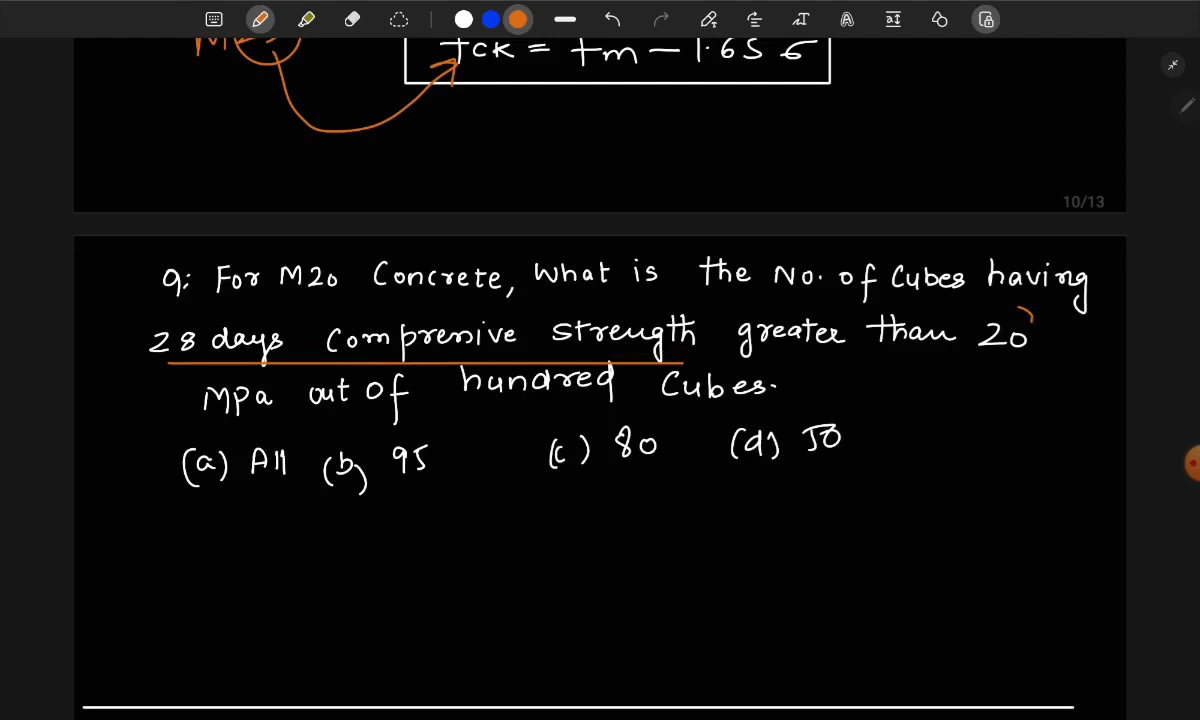 fck = fm - 1.65 σ
10/13
Q: For M20 Concrete, What is the No. of Cubes having
28 days Compressive Strength greater than 20
Mpa out of hundred Cubes.
(a) All (b) 95 (c) 80 (d) 50